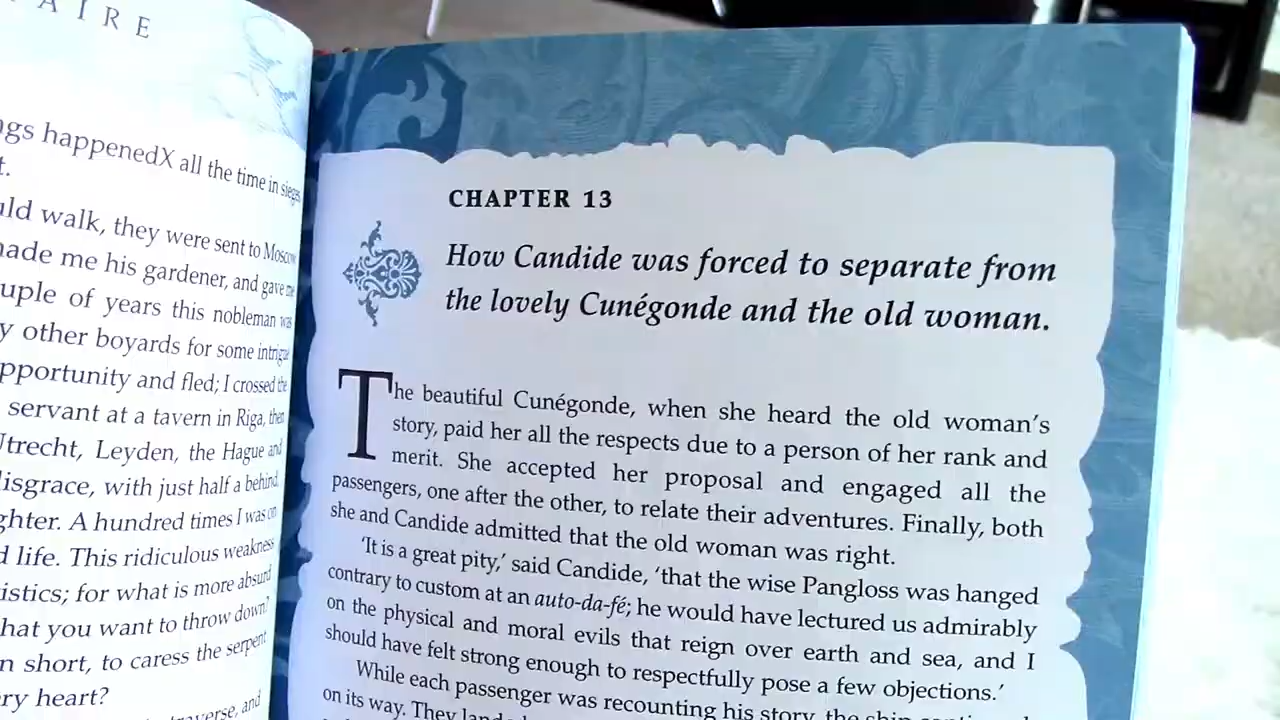 AIRE
happenedX all the time in sieges
walk, they were sent to Moscow
made me his gardener, and gave me
of years this nobleman was
other boyards for some intrigue
and fled; I crossed the
servant at a tavern in Riga, then
Utrecht, Leyden, the Hague and
with just half a behind,
A hundred times I was on
life. This ridiculous weakness
for what is more absurd
that you want to throw down?
short, to caress the serpent
heart?
and
CHAPTER 13
How Candide was forced to separate from
the lovely Cunégonde and the old woman.
The beautiful Cunégonde, when she heard the old woman's
story, paid her all the respects due to a person of her rank and
merit. She accepted her proposal and engaged all the
passengers, one after the other, to relate their adventures. Finally, both
she and Candide admitted that the old woman was right.
'It is a great pity,' said Candide, 'that the wise Pangloss was hanged
contrary to custom at an auto-da-fé; he would have lectured us admirably
on the physical and moral evils that reign over earth and sea, and I
should have felt strong enough to respectfully pose a few objections.'
While each passenger was recounting his story, the ship
on its way. They